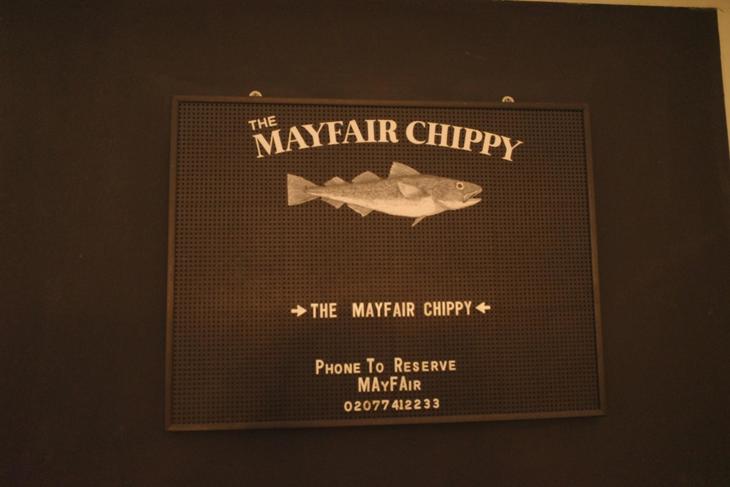 THE
MAYFAIR CHIPPY
→THE MAYFAIR CHIPPY←
PHONE TO RESERVE
MAyFAIR
02077412233